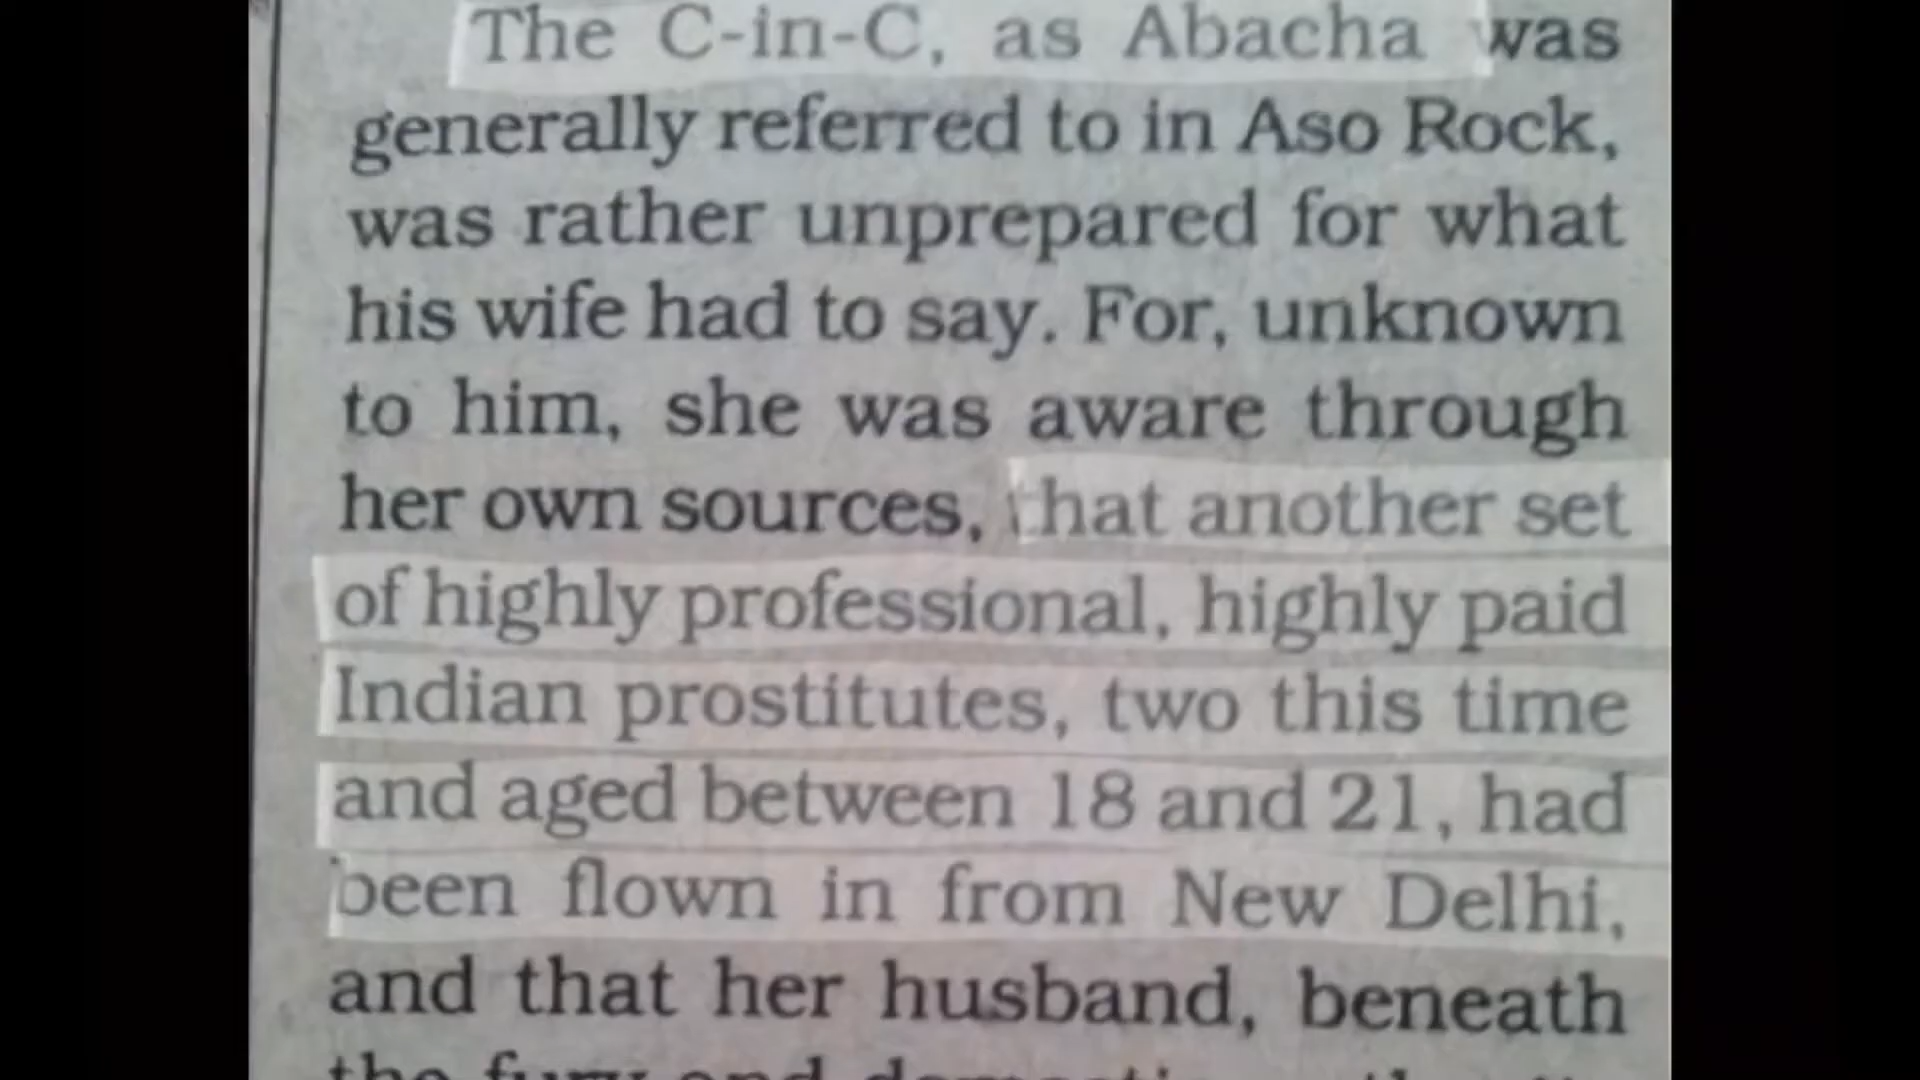 The C-in-C, as Abacha was
generally referred to in Aso Rock,
was rather unprepared for what
his wife had to say. For, unknown
to him, she was aware through
her own sources, that another set
of highly professional, highly paid
Indian prostitutes, two this time
and aged between 18 and 21, had
been flown in from New Delhi,
and that her husband, beneath
the fury and